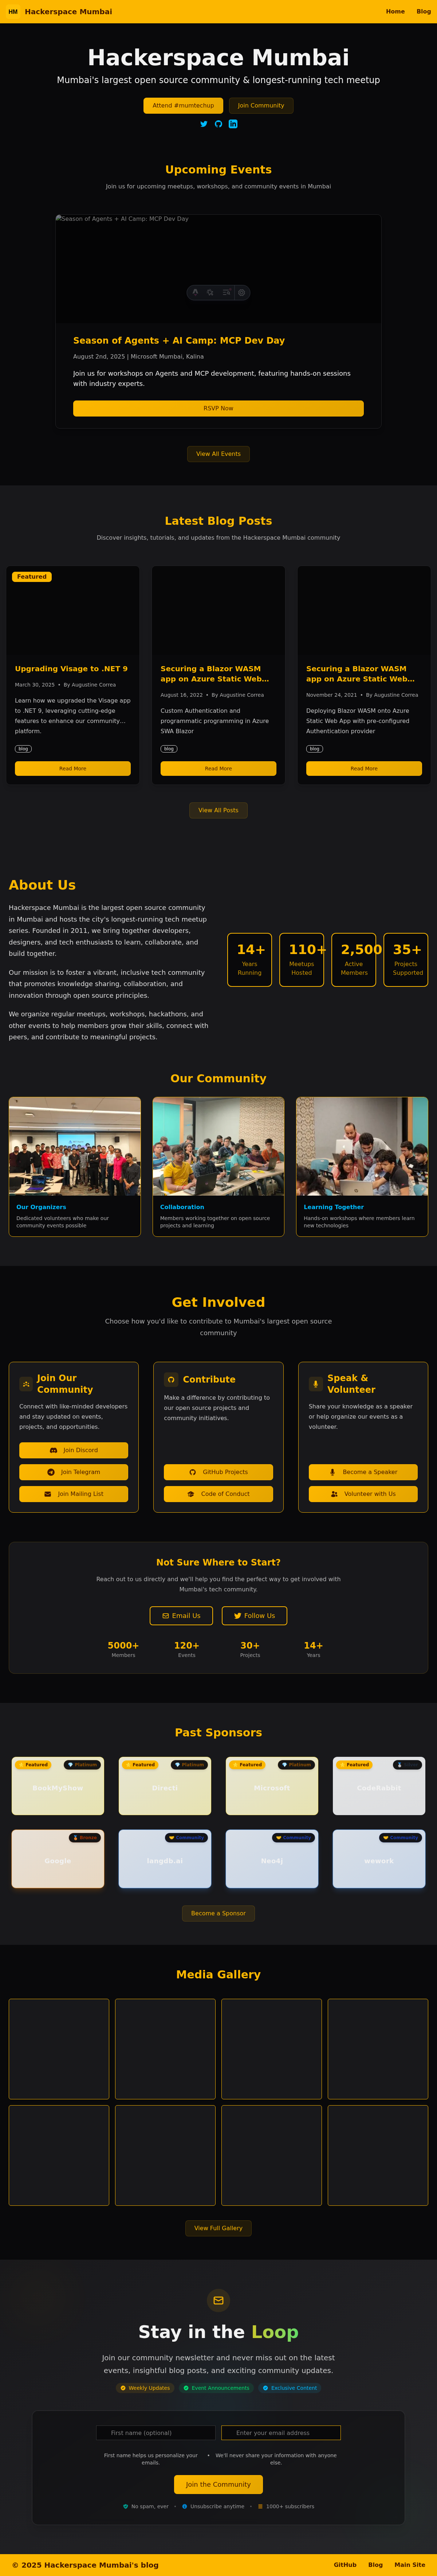 HM Hackerspace Mumbai Home Blog
Hackerspace Mumbai
Mumbai's largest open source community & longest-running tech meetup
Attend #mumtechup Join Community
Upcoming Events
Join us for upcoming meetups, workshops, and community events in Mumbai
Season of Agents + AI Camp: MCP Dev Day
Season of Agents + AI Camp: MCP Dev Day
August 2nd, 2025 | Microsoft Mumbai, Kalina
Join us for workshops on Agents and MCP development, featuring hands-on sessions
with industry experts.
RSVP Now
View All Events
Latest Blog Posts
Discover insights, tutorials, and updates from the Hackerspace Mumbai community
Featured
Upgrading Visage to .NET 9
March 30, 2025 • By Augustine Correa
Learn how we upgraded the Visage app
to .NET 9, leveraging cutting-edge
features to enhance our community...
platform.
blog
Read More
Securing a Blazor WASM
app on Azure Static Web...
August 16, 2022 • By Augustine Correa
Custom Authentication and
programmatic programming in Azure
SWA Blazor
blog
Read More
Securing a Blazor WASM
app on Azure Static Web...
November 24, 2021 • By Augustine Correa
Deploying Blazor WASM onto Azure
Static Web App with pre-configured
Authentication provider
blog
Read More
View All Posts
About Us
Hackerspace Mumbai is the largest open source community
in Mumbai and hosts the city's longest-running tech meetup
series. Founded in 2011, we bring together developers,
designers, and tech enthusiasts to learn, collaborate, and
build together.
Our mission is to foster a vibrant, inclusive tech community
that promotes knowledge sharing, collaboration, and
innovation through open source principles.
We organize regular meetups, workshops, hackathons, and
other events to help members grow their skills, connect with
peers, and contribute to meaningful projects.
14+
Years
Running
110+
Meetups
Hosted
2,500
Active
Members
35+
Projects
Supported
Our Community
Our Organizers
Dedicated volunteers who make our
community events possible
Collaboration
Members working together on open source
projects and learning
Learning Together
Hands-on workshops where members learn
new technologies
Get Involved
Choose how you'd like to contribute to Mumbai's largest open source
community
Join Our
Community
Connect with like-minded developers
and stay updated on events,
projects, and opportunities.
Join Discord
Join Telegram
Join Mailing List
Contribute
Make a difference by contributing to
our open source projects and
community initiatives.
GitHub Projects
Code of Conduct
Speak &
Volunteer
Share your knowledge as a speaker
or help organize our events as a
volunteer.
Become a Speaker
Volunteer with Us
Not Sure Where to Start?
Reach out to us directly and we'll help you find the perfect way to get involved with
Mumbai's tech community.
Email Us Follow Us
5000+ 120+ 30+ 14+
Members Events Projects Years
Past Sponsors
Featured Platinum Featured Platinum Featured Platinum Featured
BookMyShow Directi Microsoft CodeRabbit
Bronze Community Community Community
Google langdb.ai Neo4j wework
Become a Sponsor
Media Gallery
View Full Gallery
Stay in the Loop
Join our community newsletter and never miss out on the latest
events, insightful blog posts, and exciting community updates.
Weekly Updates Event Announcements Exclusive Content
First name (optional) Enter your email address
First name helps us personalize your
emails.
• We'll never share your information with anyone
else.
Join the Community
No spam, ever • Unsubscribe anytime • 1000+ subscribers
© 2025 Hackerspace Mumbai's blog GitHub Blog Main Site